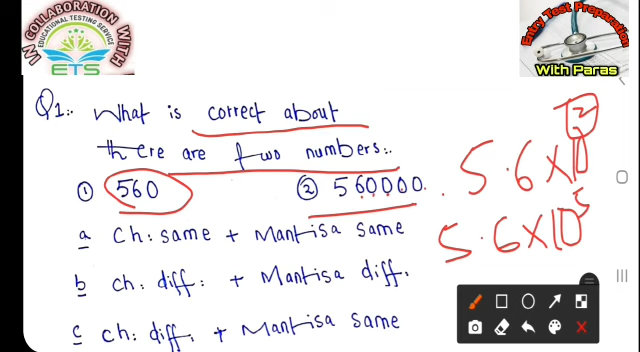 IN COLLABORATION WITH
EDUCATIONAL TESTING SERVICE
ETS
Entry Test Preparation
With Paras
Q1:. What is correct about
there are two numbers:.
① 560 ② 560000.
5.6×10²
5.6×10⁵
a Ch: same + Mantisa same
b ch: diff: + Mantisa diff.
c ch: diff. + Mantisa same